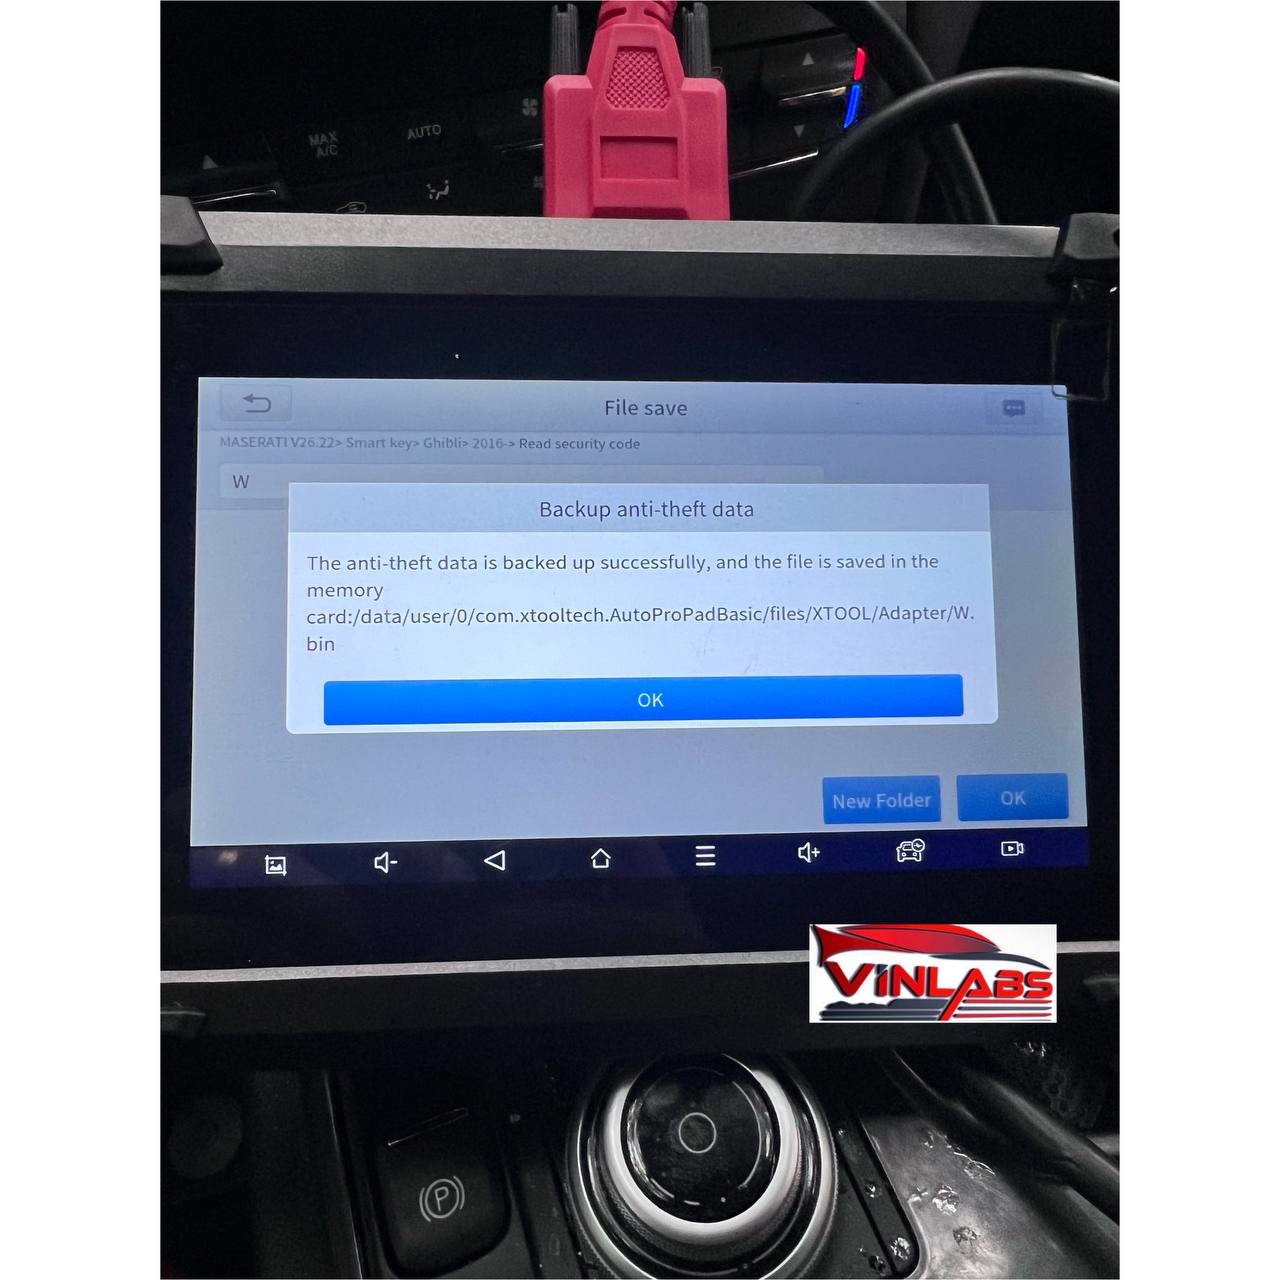 MAX
A/C
AUTO
File save
MASERATI V26.22> Smart key> Ghibli> 2016-> Read security code
W
Backup anti-theft data
The anti-theft data is backed up successfully, and the file is saved in the
memory
card:/data/user/0/com.xtooltech.AutoProPadBasic/files/XTOOL/Adapter/W.
bin
OK
New Folder
OK
VINLABS
P